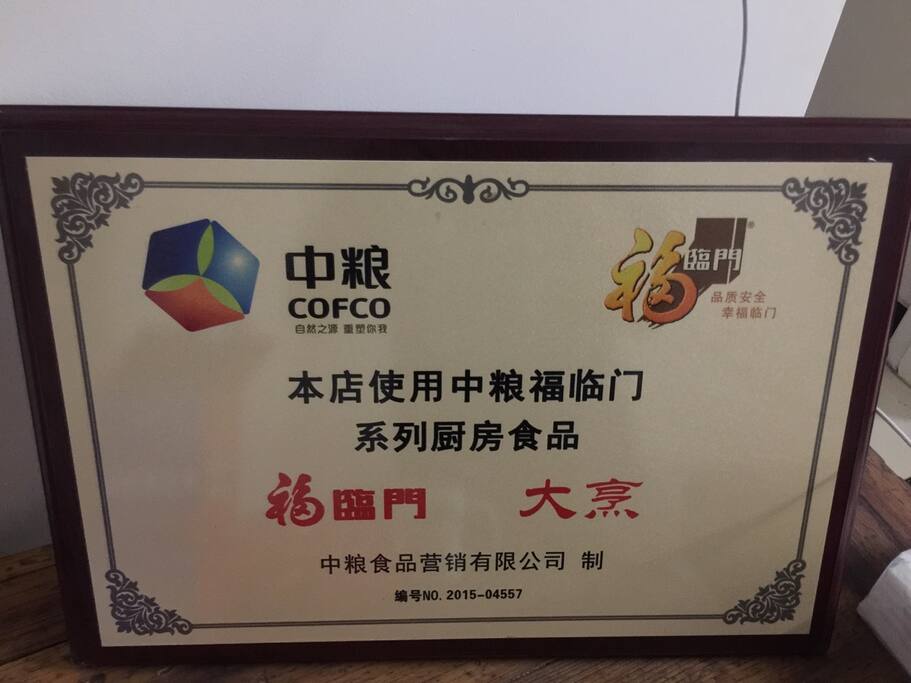 中粮
COFCO
自然之源 重塑你我
福臨門®
品质安全
幸福临门
本店使用中粮福临门
系列厨房食品
福臨門 大烹
中粮食品营销有限公司 制
编号NO. 2015-04557